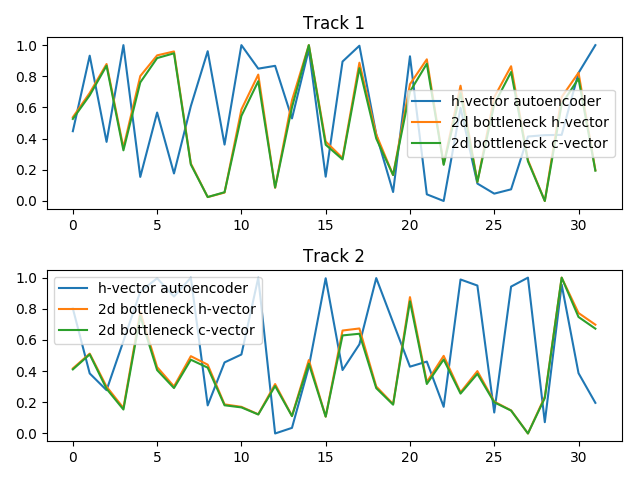 Track 1
1.0
0.8
0.6
0.4
0.2
0.0
h-vector autoencoder
2d bottleneck h-vector
2d bottleneck c-vector
0 5 10 15 20 25 30
Track 2
1.0
0.8
0.6
0.4
0.2
0.0
h-vector autoencoder
2d bottleneck h-vector
2d bottleneck c-vector
0 5 10 15 20 25 30